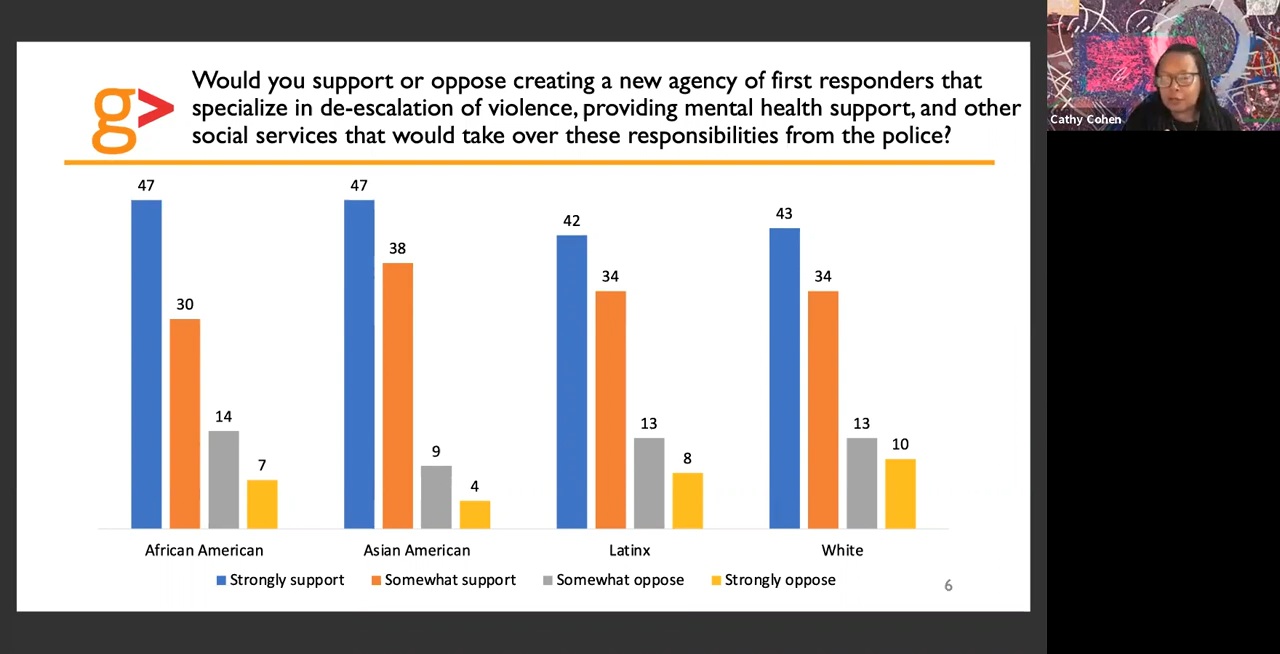 g>
Would you support or oppose creating a new agency of first responders that
specialize in de-escalation of violence, providing mental health support, and other
social services that would take over these responsibilities from the police?
47
30
14
7
47
38
9
4
42
34
13
8
43
34
13
10
African American
Asian American
Latinx
White
Strongly support
Somewhat support
Somewhat oppose
Strongly oppose
6
Cathy Cohen